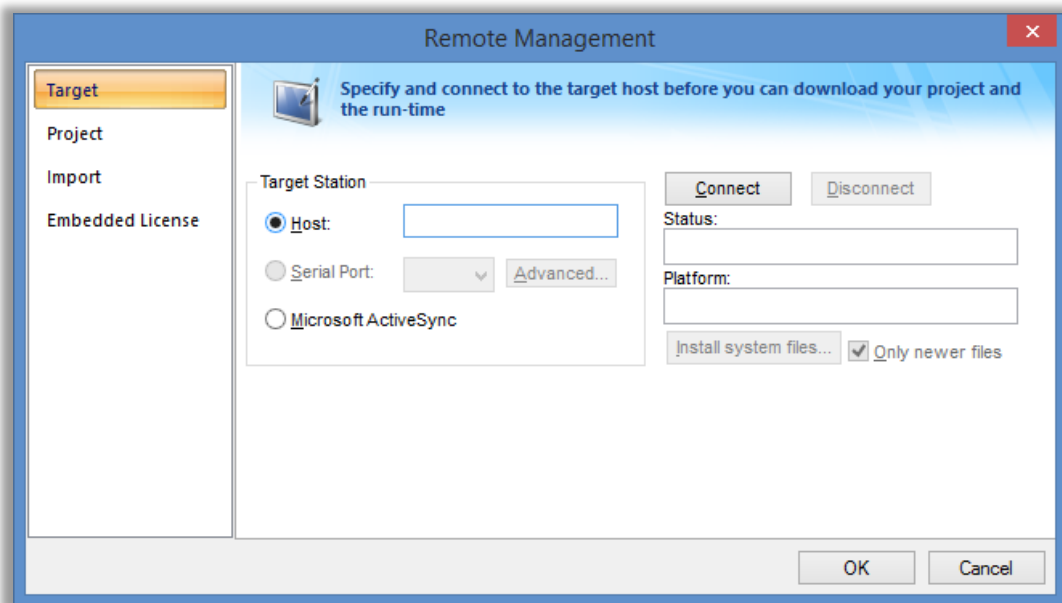 Remote Management
Target
Project
Import
Embedded License
Specify and connect to the target host before you can download your project and
the run-time
Target Station
Host:
Serial Port:
Advanced...
Microsoft ActiveSync
Connect
Disconnect
Status:
Platform:
Install system files...
Only newer files
OK
Cancel